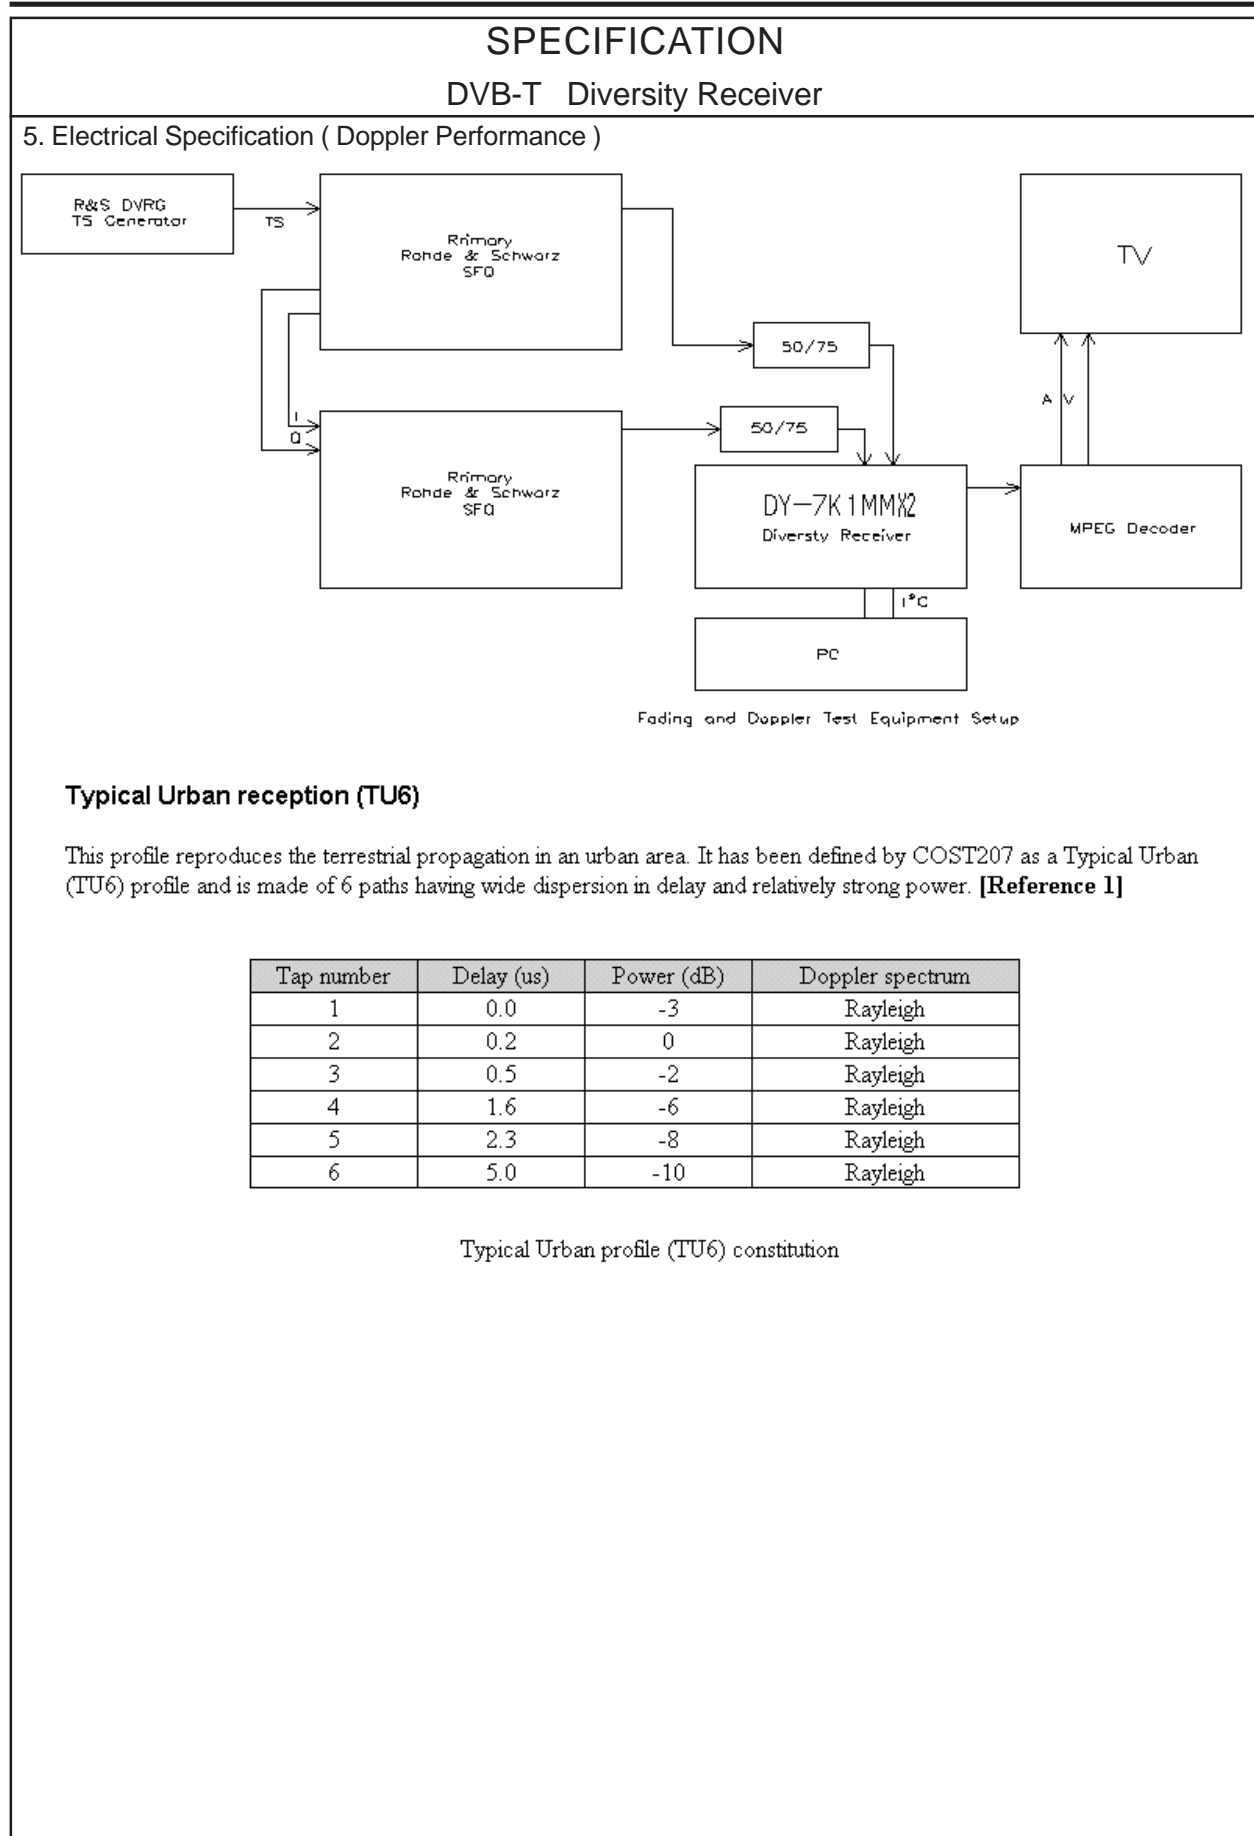 SPECIFICATION
DVB-T Diversity Receiver
5. Electrical Specification ( Doppler Performance )
R&S DVRG
TS Generator
TS
Rrimary
Rohde & Schwarz
SFQ
TV
50/75
A V
I
Q
50/75
Rrimary
Rohde & Schwarz
SFQ
DY-7K1MMX2
Diversty Receiver
MPEG Decoder
I²C
PC
Fading and Doppler Test Equipment Setup
Typical Urban reception (TU6)
This profile reproduces the terrestrial propagation in an urban area. It has been defined by COST207 as a Typical Urban
(TU6) profile and is made of 6 paths having wide dispersion in delay and relatively strong power. [Reference 1]
Tap number Delay (us) Power (dB) Doppler spectrum
1 0.0 -3 Rayleigh
2 0.2 0 Rayleigh
3 0.5 -2 Rayleigh
4 1.6 -6 Rayleigh
5 2.3 -8 Rayleigh
6 5.0 -10 Rayleigh
Typical Urban profile (TU6) constitution